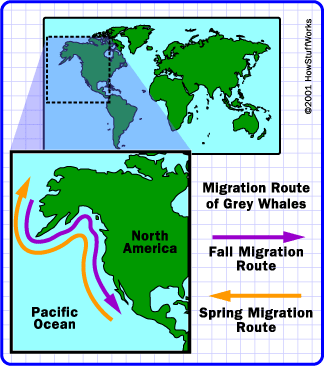 ©2001 HowStuffWorks
Migration Route
of Grey Whales
Fall Migration
Route
Spring Migration
Route
North
America
Pacific
Ocean